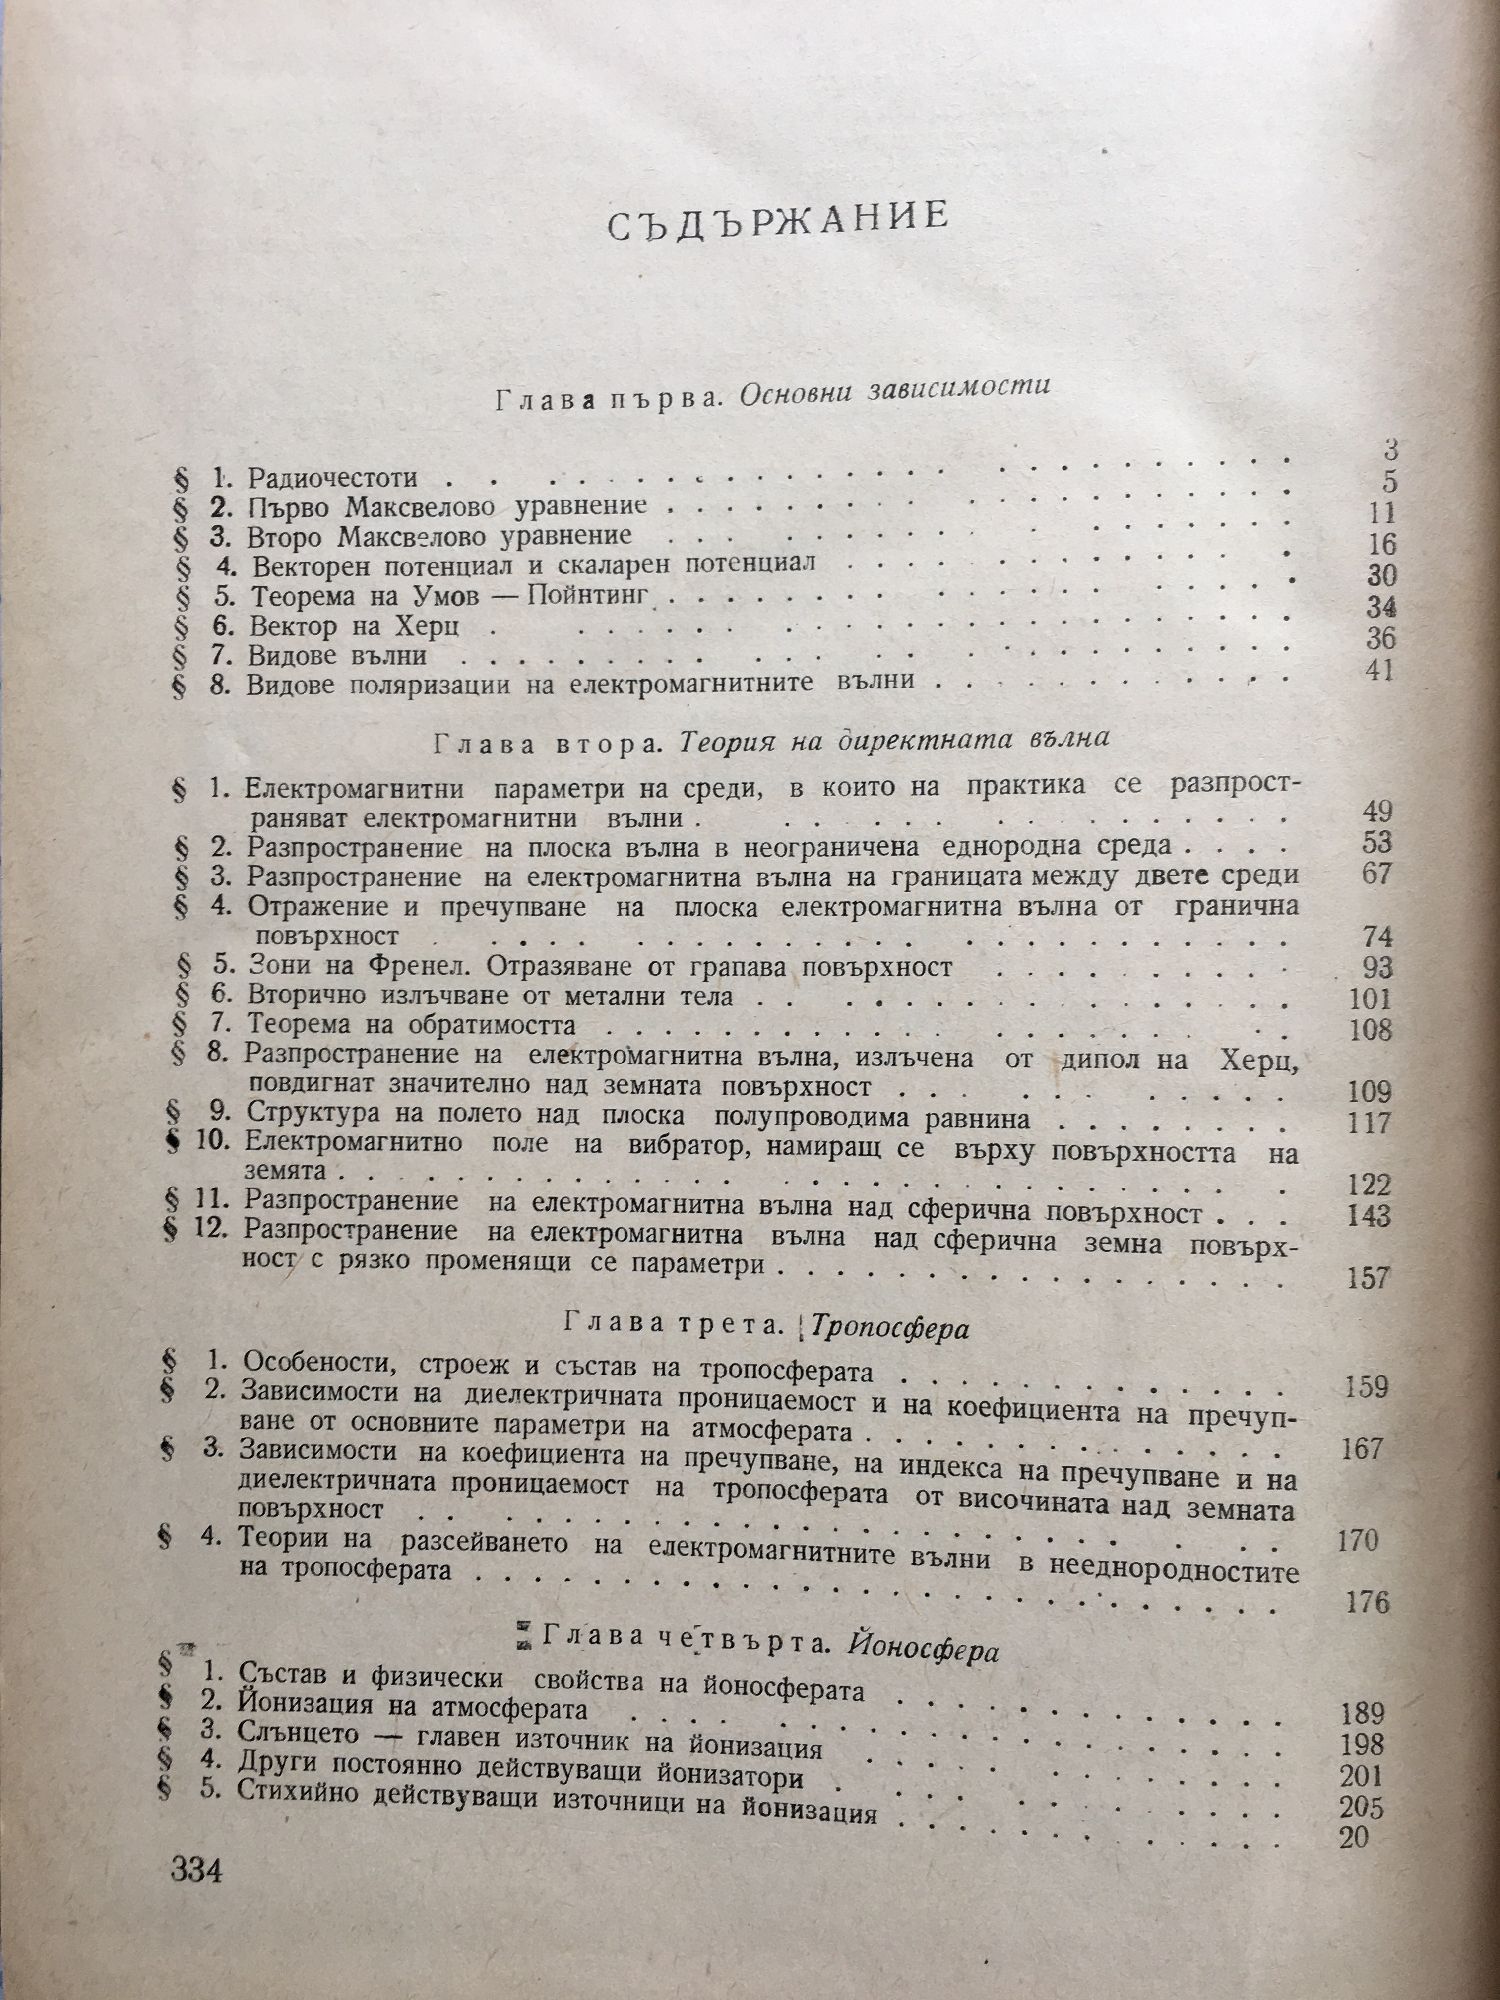 СЪДЪРЖАНИЕ
Глава първа. Основни зависимости
§ 1. Радиочестоти . . . . . . . . . . 3
§ 2. Първо Максвелово уравнение . . . . . . . . . . 5
§ 3. Второ Максвелово уравнение . . . . . . . . . . 11
§ 4. Векторен потенциал и скаларен потенциал . . . . . . . . . . 16
§ 5. Теорема на Умов — Пойнтинг . . . . . . . . . . 30
§ 6. Вектор на Херц . . . . . . . . . . 34
§ 7. Видове вълни . . . . . . . . . . 36
§ 8. Видове поляризации на електромагнитните вълни . . . . . . . . . . 41
Глава втора. Теория на директната вълна
§ 1. Електромагнитни параметри на среди, в които на практика се разпрост-
раняват електромагнитни вълни . . . . . . . . . . 49
§ 2. Разпространение на плоска вълна в неограничена еднородна среда . . . . 53
§ 3. Разпространение на електромагнитна вълна на границата между двете среди 67
§ 4. Отражение и пречупване на плоска електромагнитна вълна от гранична
повърхност . . . . . . . . . . 74
§ 5. Зони на Френел. Отразяване от грапава повърхност . . . . . . . . . . 93
§ 6. Вторично излъчване от метални тела . . . . . . . . . . 101
§ 7. Теорема на обратимостта . . . . . . . . . . 108
§ 8. Разпространение на електромагнитна вълна, излъчена от дипол на Херц,
повдигнат значително над земната повърхност . . . . . . . . . . 109
§ 9. Структура на полето над плоска полупроводима равнина . . . . . . . . 117
§ 10. Електромагнитно поле на вибратор, намиращ се върху повърхността на
земята . . . . . . . . . . 122
§ 11. Разпространение на електромагнитна вълна над сферична повърхност . . . 143
§ 12. Разпространение на електромагнитна вълна над сферична земна повърх-
ност с рязко променящи се параметри . . . . . . . . . . 157
Глава трета. Тропосфера
§ 1. Особености, строеж и състав на тропосферата . . . . . . . . . . 159
§ 2. Зависимости на диелектричната проницаемост и на коефициента на пречуп-
ване от основните параметри на атмосферата . . . . . . . . . . 167
§ 3. Зависимости на коефициента на пречупване, на индекса на пречупване и на
диелектричната проницаемост на тропосферата от височината над земната
повърхност . . . . . . . . . . 170
§ 4. Теории на разсейването на електромагнитните вълни в нееднородностите
на тропосферата . . . . . . . . . . 176
Глава четвърта. Йоносфера
§ 1. Състав и физически свойства на йоносферата . . . . . . . . . . 189
§ 2. Йонизация на атмосферата . . . . . . . . . . 198
§ 3. Слънцето — главен източник на йонизация . . . . . . . . . . 201
§ 4. Други постоянно действуващи йонизатори . . . . . . . . . . 205
§ 5. Стихийно действуващи източници на йонизация . . . . . . . . . . 20
334